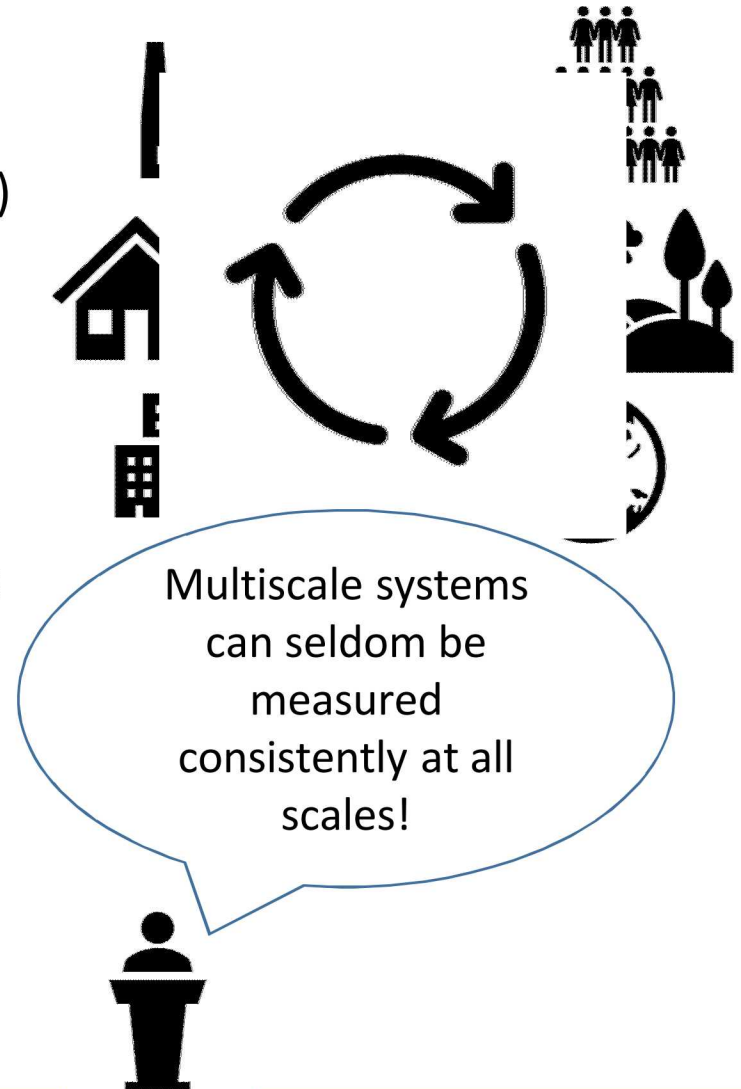 )
Multiscale systems
can seldom be
measured
consistently at all
scales!